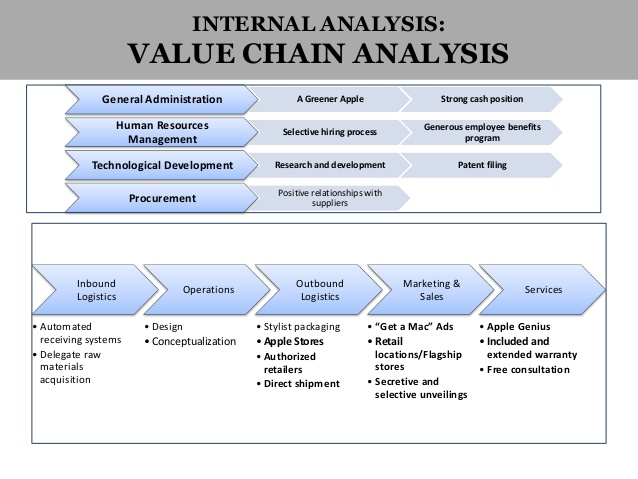 INTERNAL ANALYSIS:
VALUE CHAIN ANALYSIS
General Administration
A Greener Apple
Strong cash position
Human Resources
Management
Selective hiring process
Generous employee benefits
program
Technological Development
Research and development
Patent filing
Procurement
Positive relationships with
suppliers
Inbound
Logistics
Operations
Outbound
Logistics
Marketing &
Sales
Services
• Automated
receiving systems
• Delegate raw
materials
acquisition
• Design
• Conceptualization
• Stylist packaging
• Apple Stores
• Authorized
retailers
• Direct shipment
• “Get a Mac” Ads
• Retail
locations/Flagship
stores
• Secretive and
selective unveilings
• Apple Genius
• Included and
extended warranty
• Free consultation